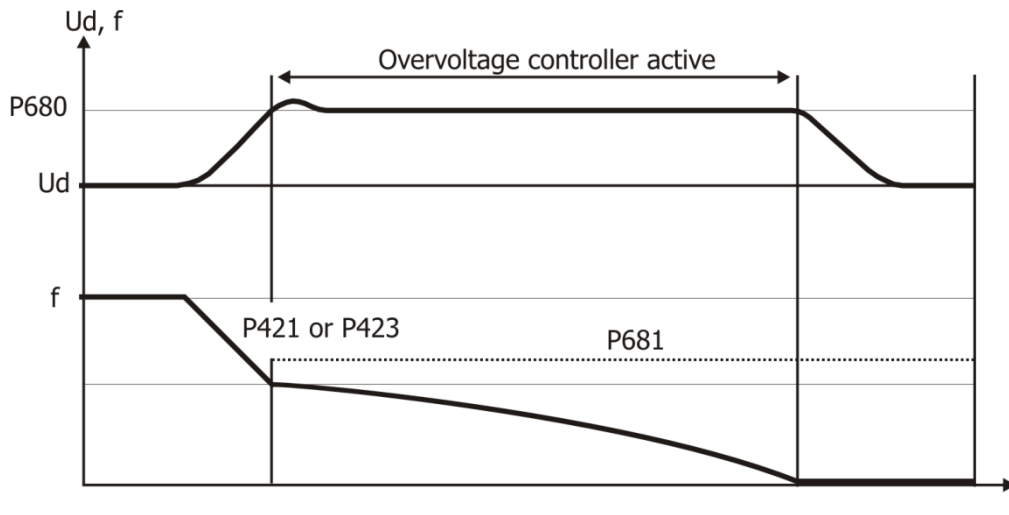 Ud, f
Overvoltage controller active
P680
Ud
f
P421 or P423
P681